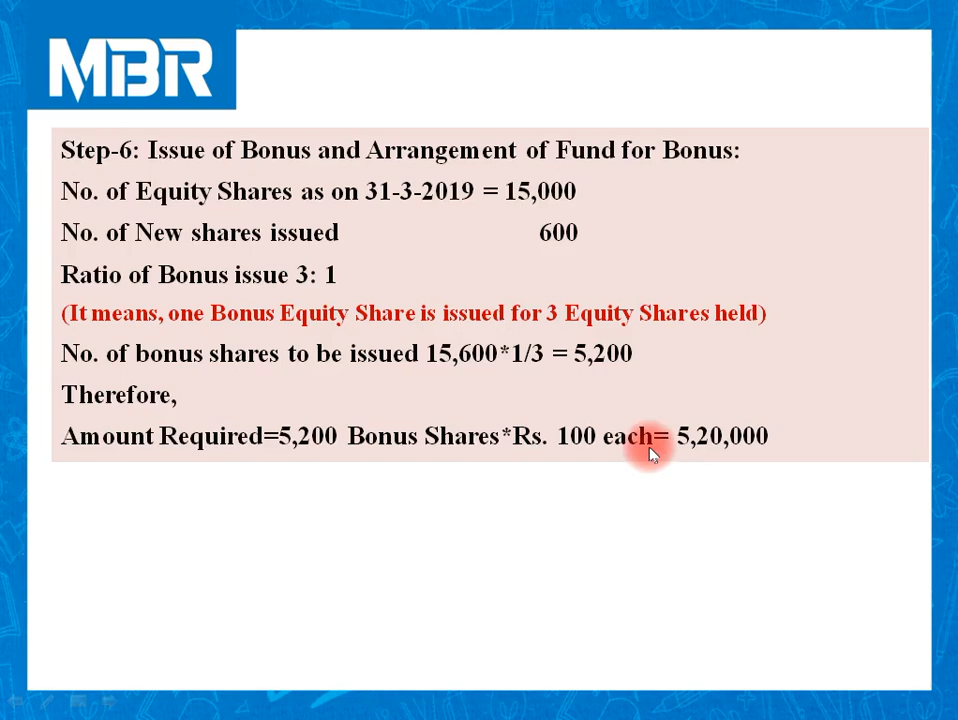 MBR
Step-6: Issue of Bonus and Arrangement of Fund for Bonus:
No. of Equity Shares as on 31-3-2019 = 15,000
No. of New shares issued 600
Ratio of Bonus issue 3: 1
(It means, one Bonus Equity Share is issued for 3 Equity Shares held)
No. of bonus shares to be issued 15,600*1/3 = 5,200
Therefore,
Amount Required=5,200 Bonus Shares*Rs. 100 each= 5,20,000